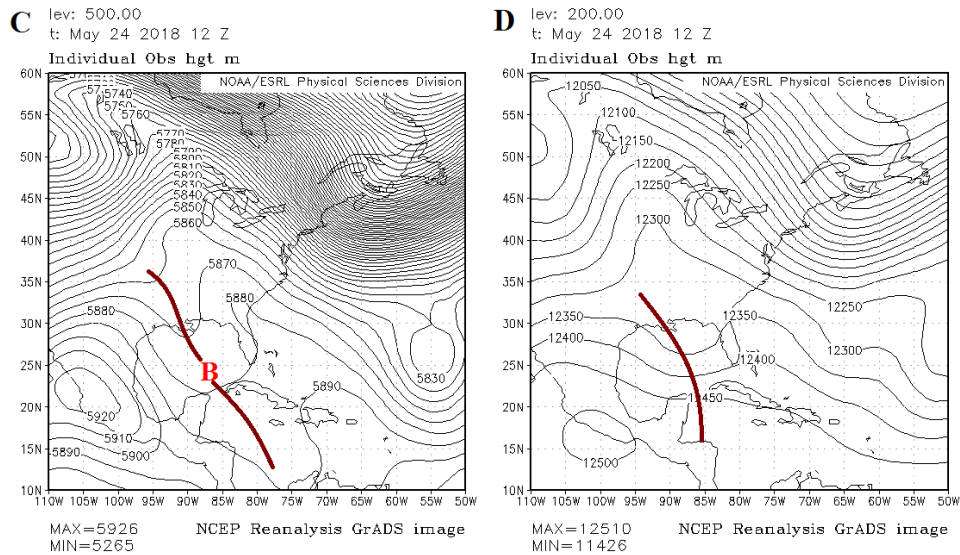 C
lev: 500.00
t: May 24 2018 12 Z
Individual Obs hgt m
NOAA/ESRL Physical Sciences Division
60N
55N
50N
45N
40N
35N
30N
25N
20N
15N
10N
5740
5760
5770
5780
5800
5810
5820
5830
5840
5850
5860
5870
5880
5880
5890
5830
5920
5910
5900
5890
B
110W 105W 100W 95W 90W 85W 80W 75W 70W 65W 60W 55W 50W
MAX=5926
MIN=5265
NCEP Reanalysis GrADS image
D
lev: 200.00
t: May 24 2018 12 Z
Individual Obs hgt m
NOAA/ESRL Physical Sciences Division
60N
55N
50N
45N
40N
35N
30N
25N
20N
15N
10N
12050
12100
12150
12200
12250
12300
12350
12400
12350
12400
12250
12300
12500
110W 105W 100W 95W 90W 85W 80W 75W 70W 65W 60W 55W 50W
MAX=12510
MIN=11426
NCEP Reanalysis GrADS image